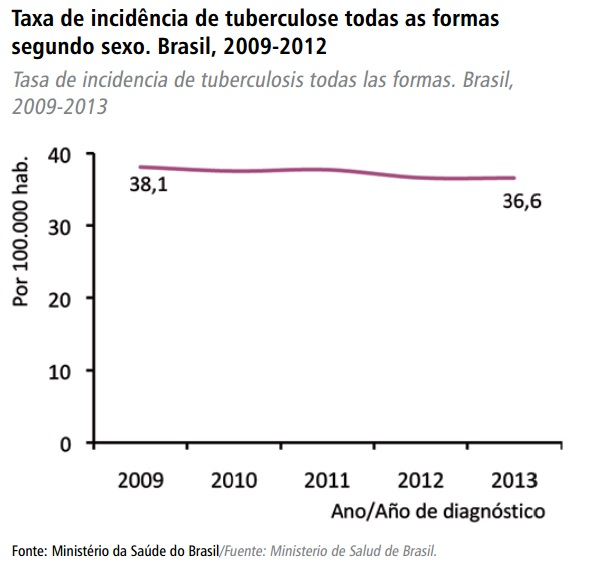 Taxa de incidência de tuberculose todas as formas
segundo sexo. Brasil, 2009-2012
Tasa de incidencia de tuberculosis todas las formas. Brasil,
2009-2013
Por 100.000 hab.
40
30
20
10
0
38,1
36,6
2009 2010 2011 2012 2013
Ano/Año de diagnóstico
Fonte: Ministério da Saúde do Brasil/Fuente: Ministerio de Salud de Brasil.